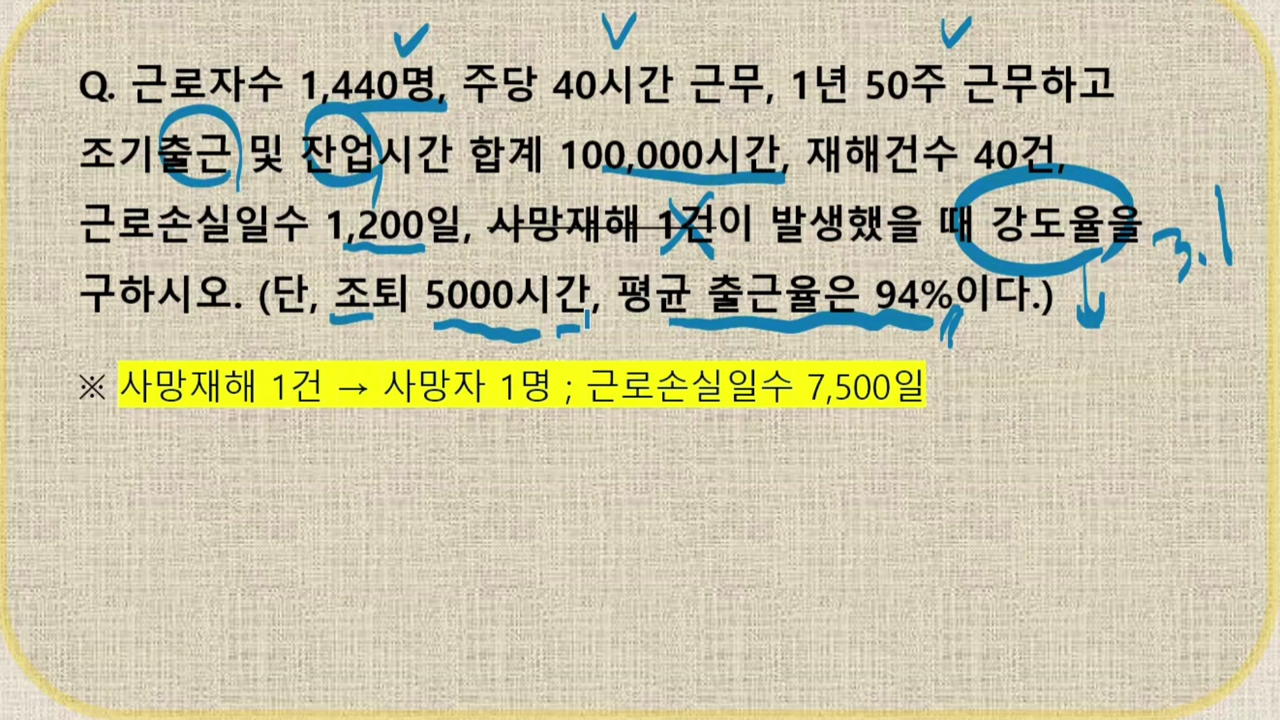 Q. 근로자수 1,440명, 주당 40시간 근무, 1년 50주 근무하고
조기출근 및 잔업시간 합계 100,000시간, 재해건수 40건,
근로손실일수 1,200일, 사망재해 1건이 발생했을 때 강도율을
3.1
구하시오. (단, 조퇴 5000시간, 평균 출근율은 94%이다.)
※ 사망재해 1건 → 사망자 1명 ; 근로손실일수 7,500일